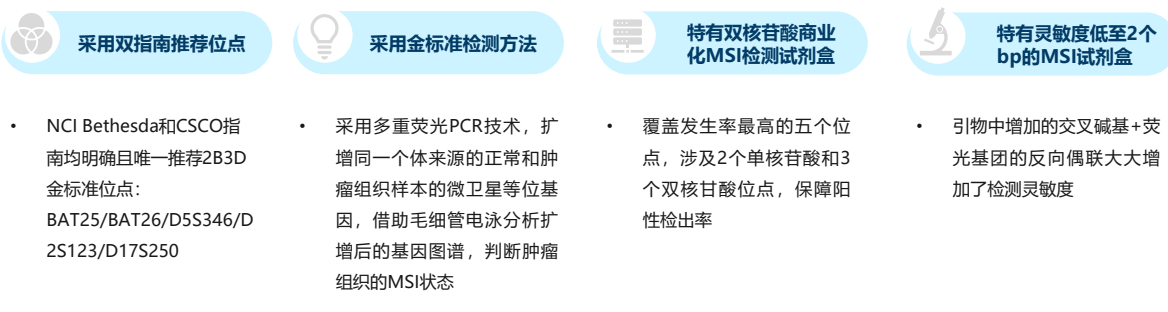 采用双指南推荐位点
• NCI Bethesda和CSCO指
南均明确且唯一推荐2B3D
金标准位点：
BAT25/BAT26/D5S346/D
2S123/D17S250
采用金标准检测方法
• 采用多重荧光PCR技术，扩
增同一个体来源的正常和肿
瘤组织样本的微卫星等位基
因，借助毛细管电泳分析扩
增后的基因图谱，判断肿瘤
组织的MSI状态
特有双核苷酸商业
化MSI检测试剂盒
• 覆盖发生率最高的五个位
点，涉及2个单核苷酸和3
个双核甘酸位点，保障阳
性检出率
特有灵敏度低至2个
bp的MSI试剂盒
• 引物中增加的交叉碱基+荧
光基团的反向偶联大大增
加了检测灵敏度